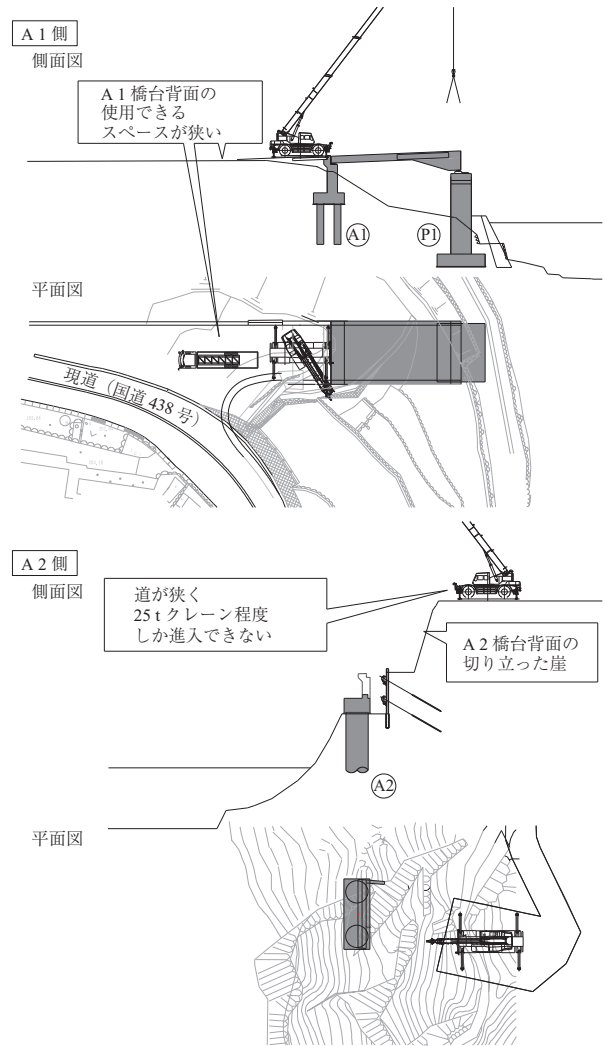 A 1 側
側面図
A 1 橋台背面の
使用できる
スペースが狭い
A1
P1
平面図
現道（国道 438 号）
A 2 側
側面図
道が狭く
25 t クレーン程度
しか進入できない
A 2 橋台背面の
切り立った崖
A2
平面図